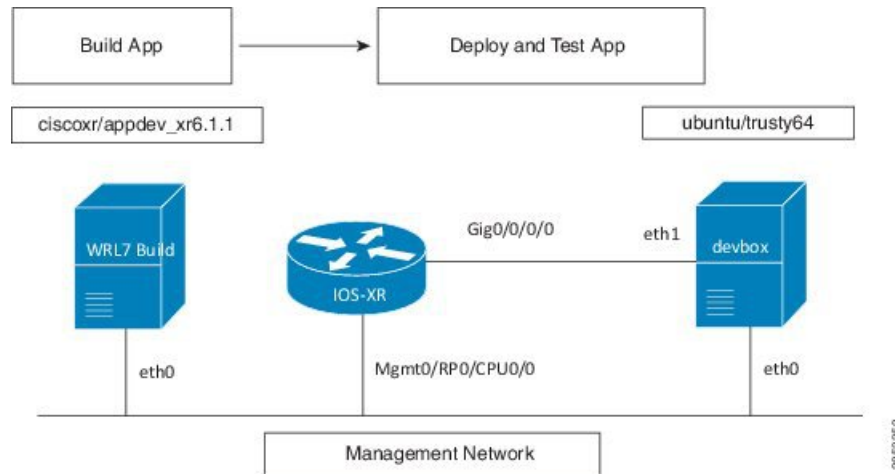 Build App
Deploy and Test App
ciscoxr/appdev_xr6.1.1
ubuntu/trusty64
WRL7 Build
IOS-XR
Gig0/0/0/0
eth1
devbox
eth0
Mgmt0/RP0/CPU0/0
eth0
Management Network